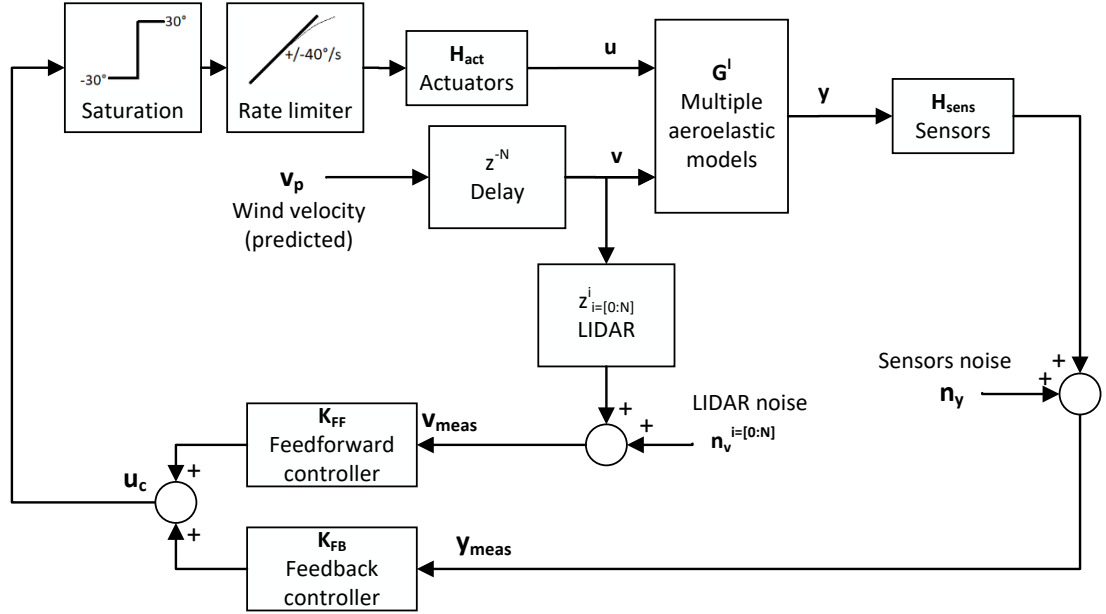 30°
-30°
Saturation
+/-40°/s
Rate limiter
H_act
Actuators
u
G^I
Multiple
aeroelastic
models
y
H_sens
Sensors
v_p
Wind velocity
(predicted)
z^-N
Delay
v
z^i_i=[0:N]
LIDAR
Sensors noise
n_y
+
+
LIDAR noise
n_v^i=[0:N]
+
+
v_meas
K_FF
Feedforward
controller
u_c
+
+
K_FB
Feedback
controller
y_meas